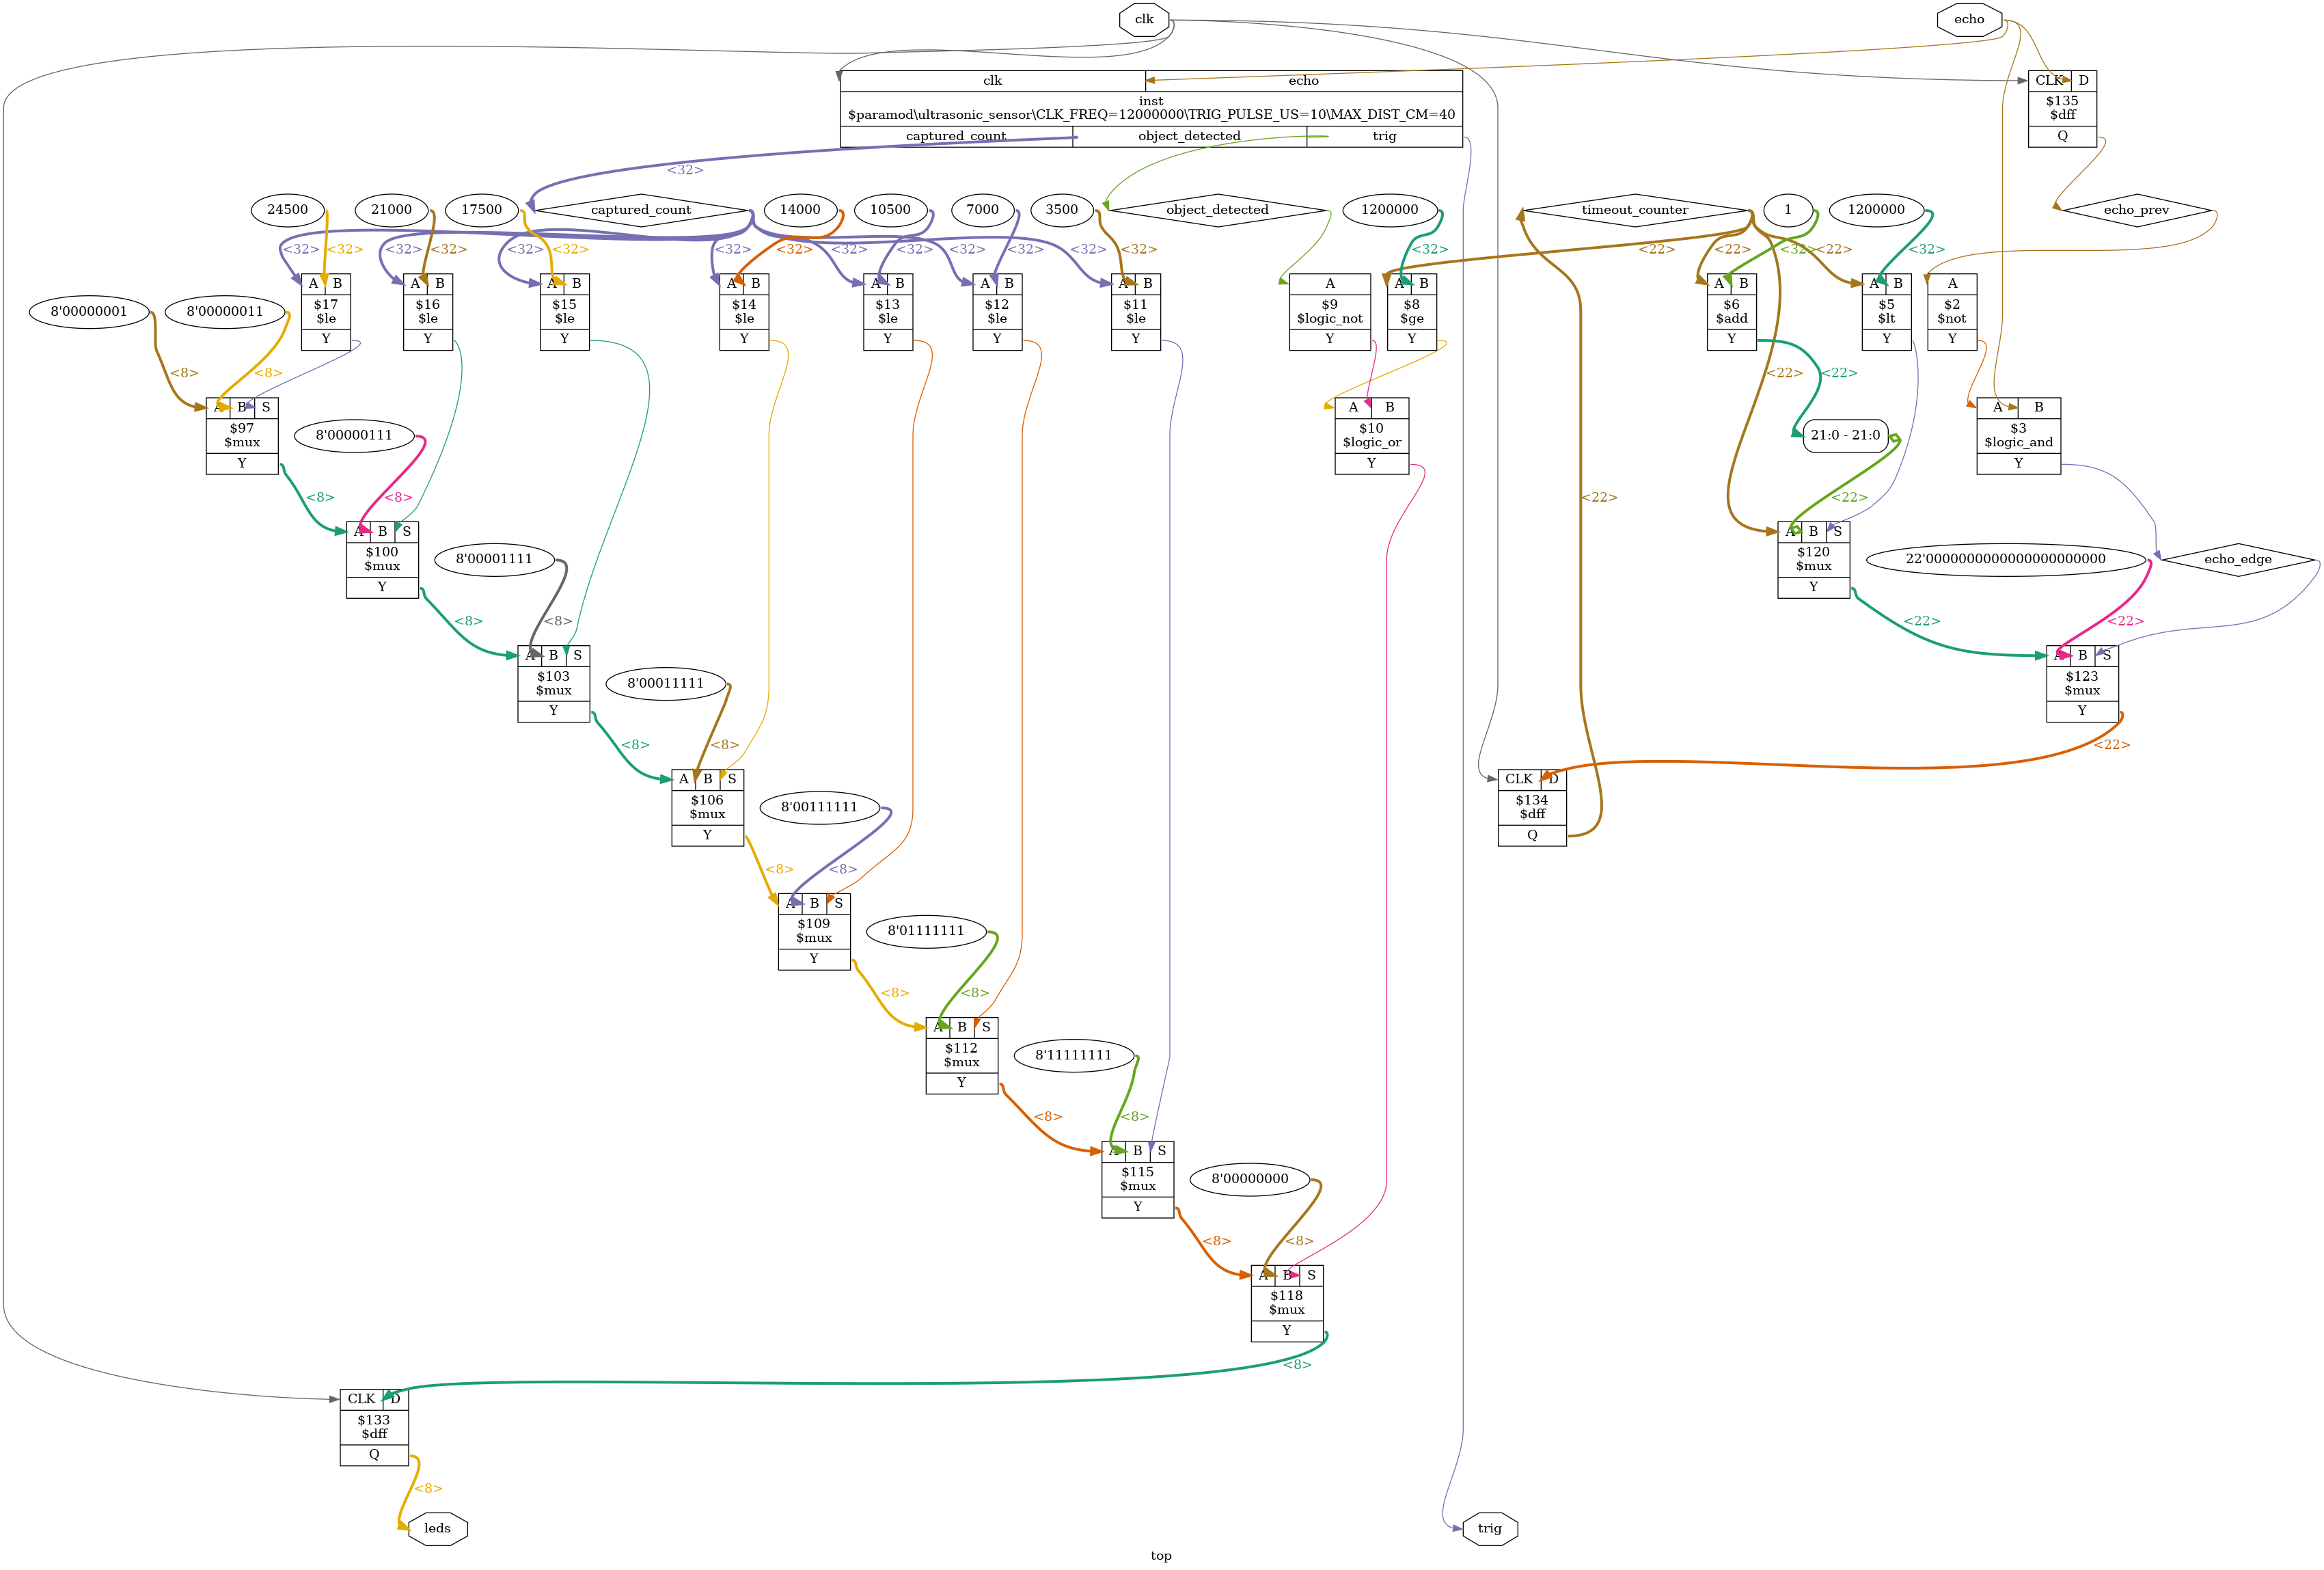 clk
echo
clk
echo
inst
$paramod\ultrasonic_sensor\CLK_FREQ=12000000\TRIG_PULSE_US=10\MAX_DIST_CM=40
captured_count
object_detected
trig
CLK
D
$135
$dff
Q
<32>
24500
21000
17500
captured_count
14000
10500
7000
3500
object_detected
1200000
timeout_counter
1
1200000
echo_prev
<32>
<32>
<32>
<32>
<32>
<32>
<32>
<32>
<32>
<32>
<32>
<32>
<32>
<32>
<22>
<32>
<22>
<32>
<22>
<32>
A B
$17
$le
Y
A B
$16
$le
Y
A B
$15
$le
Y
A B
$14
$le
Y
A B
$13
$le
Y
A B
$12
$le
Y
A B
$11
$le
Y
A
$9
$logic_not
Y
A B
$8
$ge
Y
A B
$6
$add
Y
A B
$5
$lt
Y
A
$2
$not
Y
8'00000001
8'00000011
<8>
<8>
<22>
<22>
A B S
$97
$mux
Y
8'00000111
A B
$10
$logic_or
Y
21:0 - 21:0
A B
$3
$logic_and
Y
<8>
<8>
<22>
<22>
A B S
$100
$mux
Y
8'00001111
A B S
$120
$mux
Y
22'0000000000000000000000
echo_edge
<8>
<8>
<22>
<22>
A B S
$103
$mux
Y
8'00011111
A B S
$123
$mux
Y
<8>
<8>
<22>
A B S
$106
$mux
Y
8'00111111
CLK D
$134
$dff
Q
<8>
<8>
A B S
$109
$mux
Y
8'01111111
<8>
<8>
A B S
$112
$mux
Y
8'11111111
<8>
<8>
A B S
$115
$mux
Y
8'00000000
<8>
<8>
A B S
$118
$mux
Y
<8>
CLK D
$133
$dff
Q
<8>
leds
trig
top